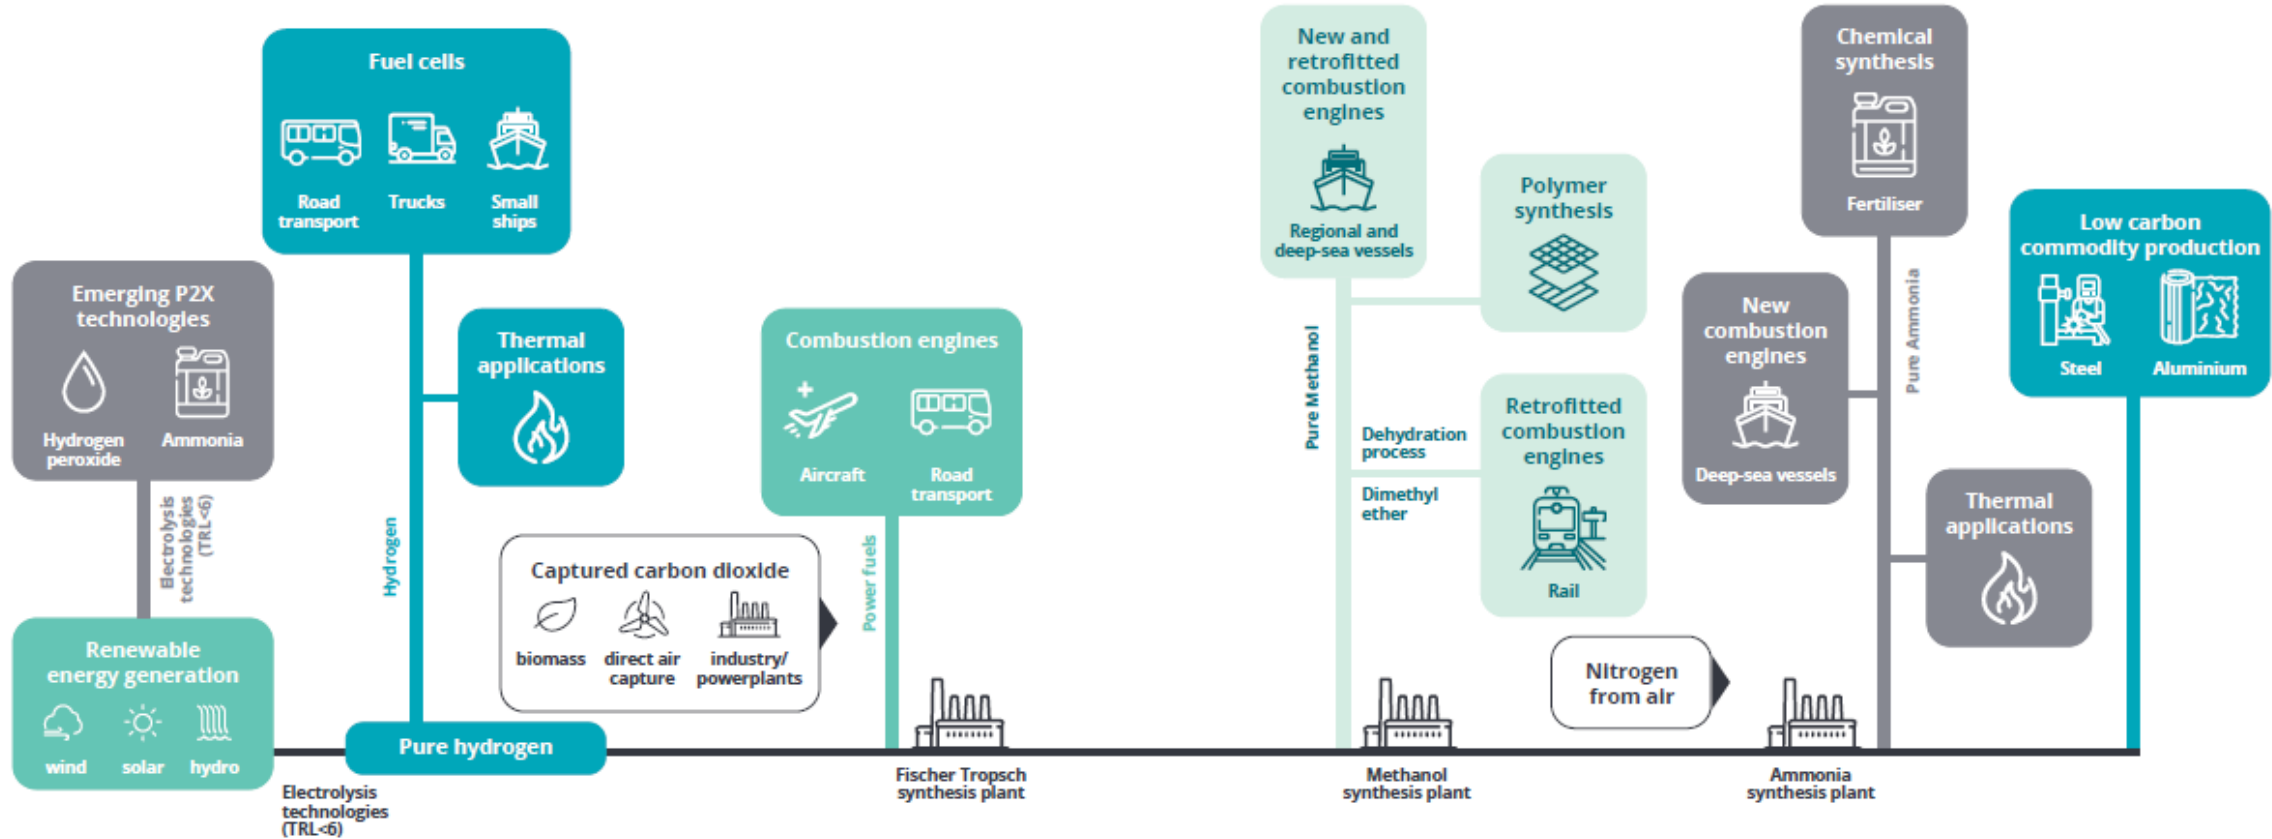 Fuel cells
Road
transport
Trucks
Small
ships
Emerging P2X
technologies
Hydrogen
peroxide
Ammonia
Electrolysis
technologies
(TRL<6)
Renewable
energy generation
wind
solar
hydro
Electrolysis
technologies
(TRL<6)
Pure hydrogen
Hydrogen
Thermal
applications
Captured carbon dioxide
biomass
direct air
capture
industry/
powerplants
Combustion engines
Aircraft
Road
transport
Power fuels
Fischer Tropsch
synthesis plant
New and
retrofitted
combustion
engines
Regional and
deep-sea vessels
Polymer
synthesis
Pure Methanol
Dehydration
process
Dimethyl
ether
Retrofitted
combustion
engines
Rail
Methanol
synthesis plant
Nitrogen
from air
Ammonia
synthesis plant
Chemical
synthesis
Fertiliser
Pure Ammonia
New
combustion
engines
Deep-sea vessels
Thermal
applications
Low carbon
commodity production
Steel
Aluminium